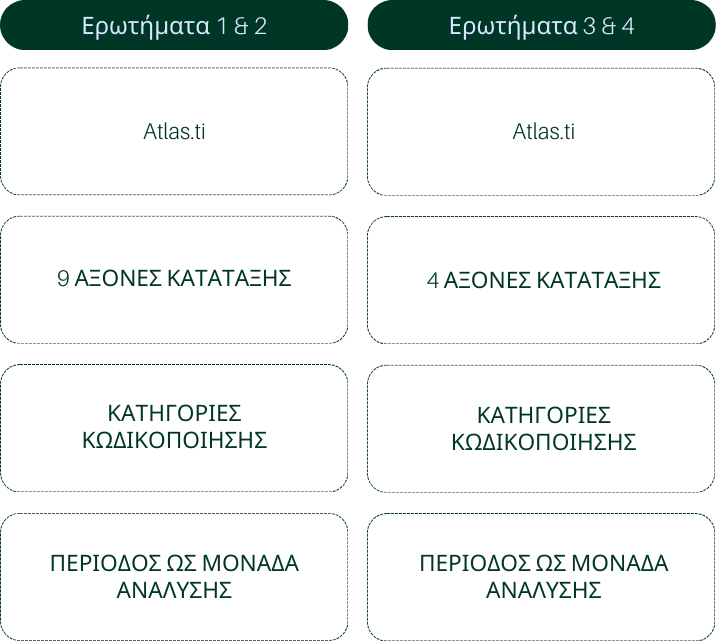 Ερωτήματα 1 & 2
Ερωτήματα 3 & 4
Atlas.ti
Atlas.ti
9 ΑΞΟΝΕΣ ΚΑΤΑΤΑΞΗΣ
4 ΑΞΟΝΕΣ ΚΑΤΑΤΑΞΗΣ
ΚΑΤΗΓΟΡΙΕΣ
ΚΩΔΙΚΟΠΟΙΗΣΗΣ
ΚΑΤΗΓΟΡΙΕΣ
ΚΩΔΙΚΟΠΟΙΗΣΗΣ
ΠΕΡΙΟΔΟΣ ΩΣ ΜΟΝΑΔΑ
ΑΝΑΛΥΣΗΣ
ΠΕΡΙΟΔΟΣ ΩΣ ΜΟΝΑΔΑ
ΑΝΑΛΥΣΗΣ